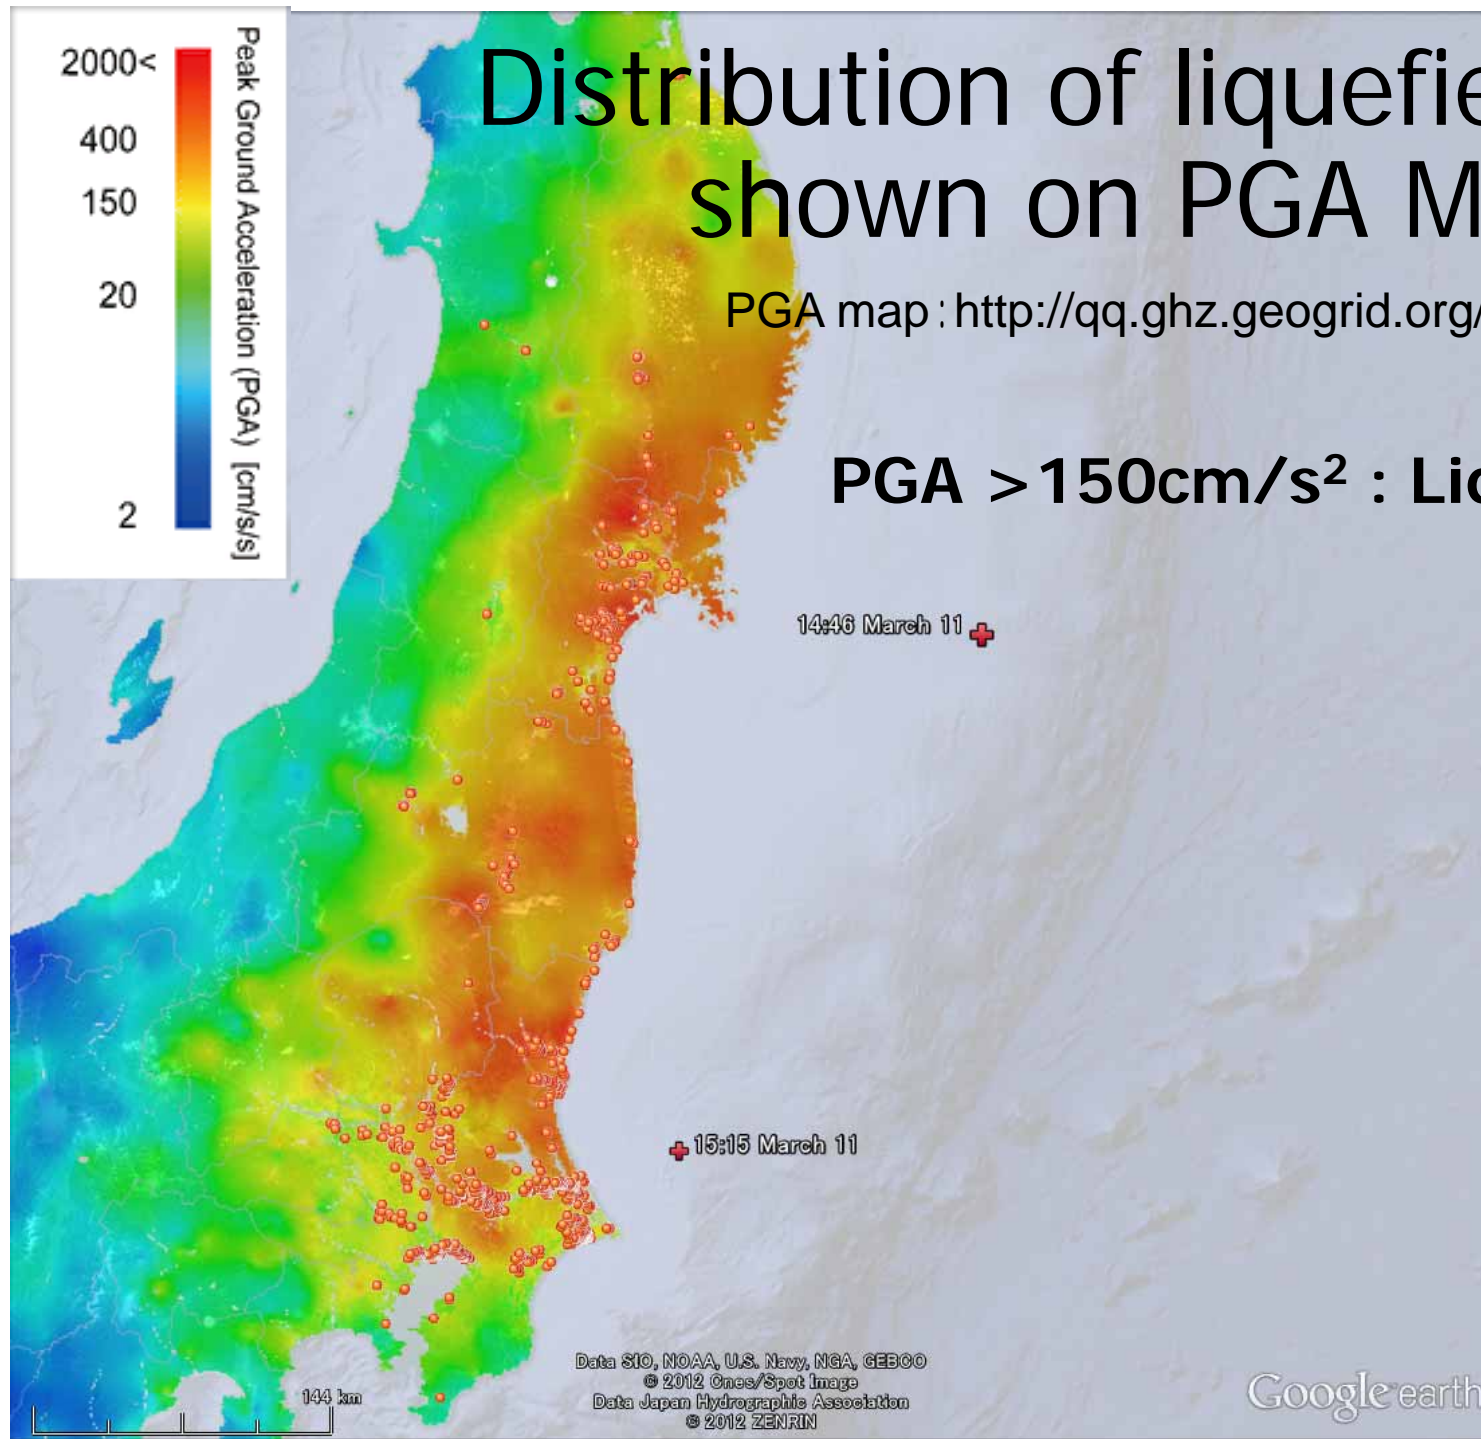 Distribution of liquefie
shown on PGA M
PGA map : http://qq.ghz.geogrid.org/
PGA >150cm/s² : Lic
Peak Ground Acceleration (PGA) [cm/s/s]
2000<
400
150
20
2
14:46 March 11
15:15 March 11
144 km
Data SIO, NOAA, U.S. Navy, NGA, GEBCO
© 2012 Cnes/Spot Image
Data Japan Hydrographic Association
© 2012 ZENRIN
Google earth